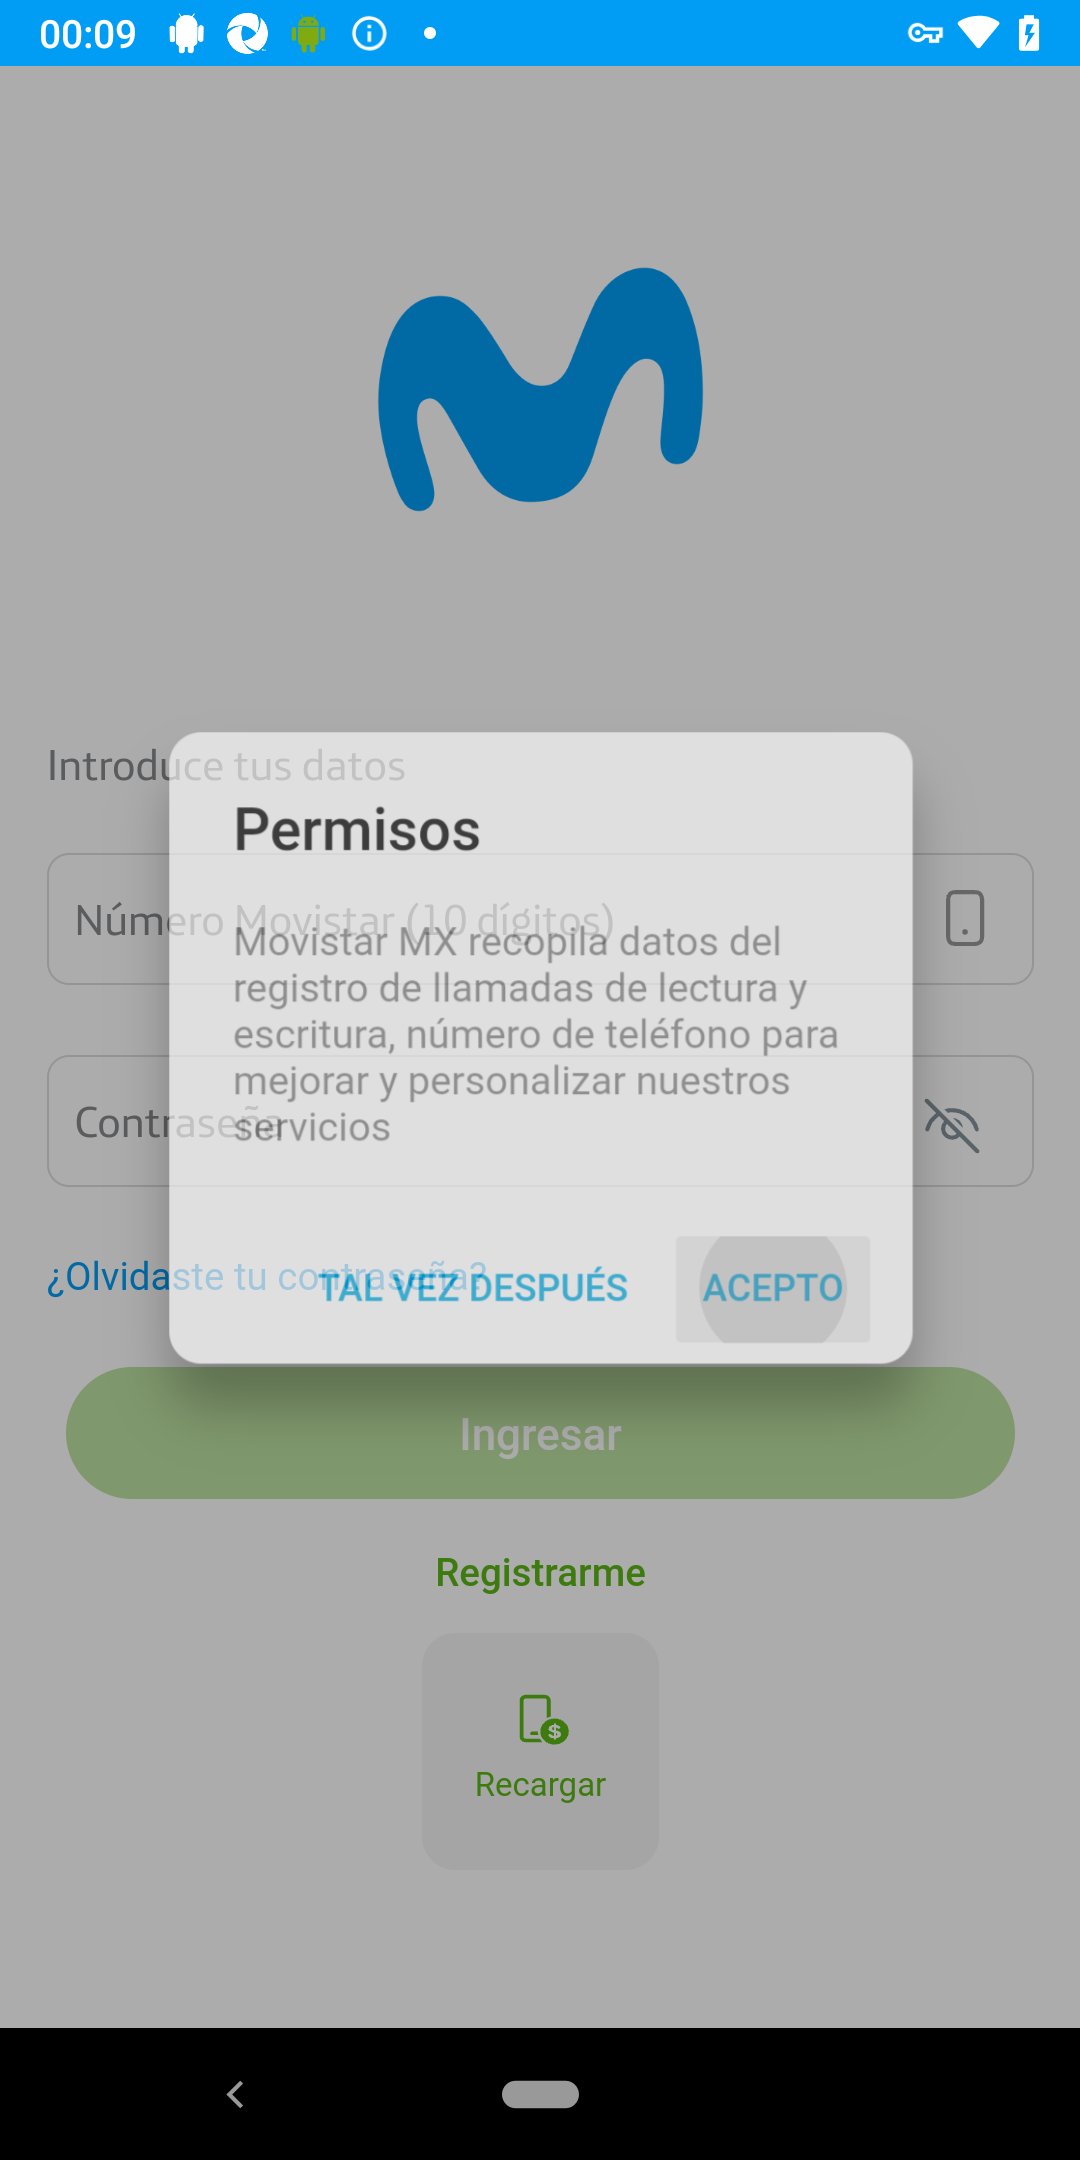 00:09
Introduce tus datos
Permisos
Número Movistar (10 dígitos)
Movistar MX recopila datos del
registro de llamadas de lectura y
escritura, número de teléfono para
mejorar y personalizar nuestros
servicios
Contraseña
¿Olvidaste tu contraseña?
TAL VEZ DESPUÉS
ACEPTO
Ingresar
Registrarme
Recargar